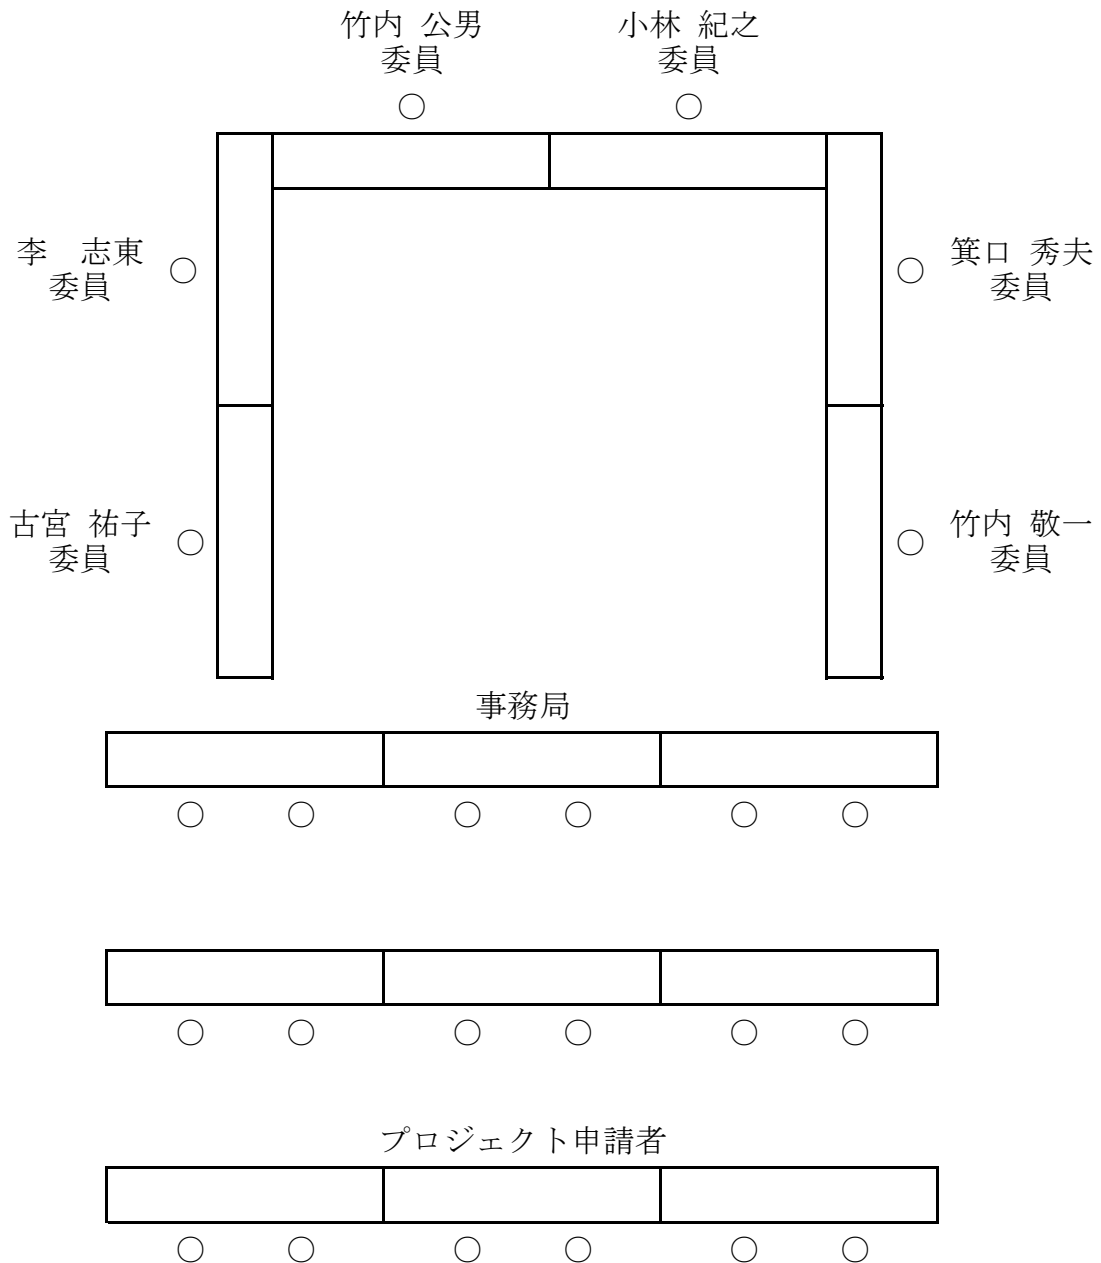 竹内 公男
委員
小林 紀之
委員
李　志東
委員
箕口 秀夫
委員
古宮 祐子
委員
竹内 敬一
委員
事務局
プロジェクト申請者